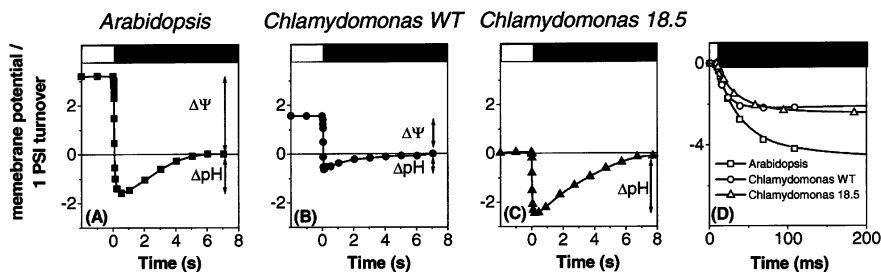 Arabidopsis
Chlamydomonas WT
Chlamydomonas 18.5
memebrane potential /
1 PSI turnover
2
0
-2
ΔΨ
ΔpH
(A)
0 2 4 6 8
Time (s)
2
0
-2
ΔΨ
ΔpH
(B)
0 2 4 6 8
Time (s)
2
0
-2
ΔpH
(C)
0 2 4 6 8
Time (s)
0
-4
Arabidopsis
Chlamydomonas WT
Chlamydomonas 18.5
(D)
0 100 200
Time (ms)